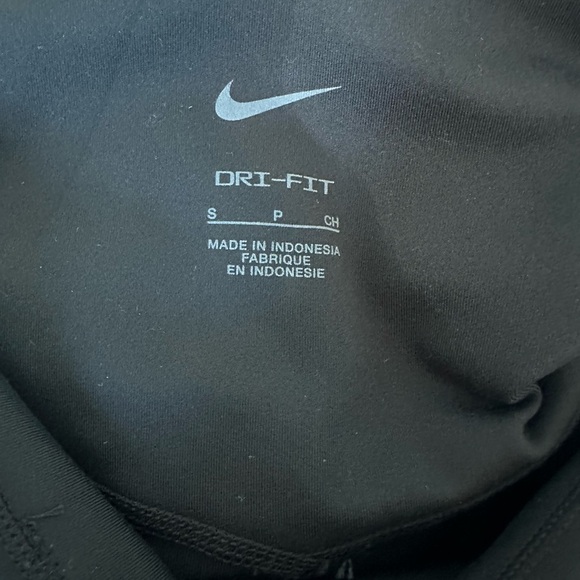 DRI-FIT
S P CH
MADE IN INDONESIA
FABRIQUE
EN INDONESIE